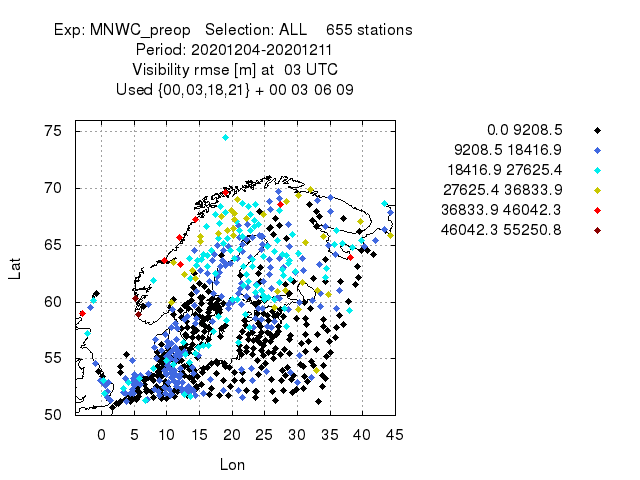 Exp: MNWC_preop   Selection: ALL    655 stations
Period: 20201204-20201211
Visibility rmse [m] at  03 UTC
Used {00,03,18,21} + 00 03 06 09
0.0 9208.5
9208.5 18416.9
18416.9 27625.4
27625.4 36833.9
36833.9 46042.3
46042.3 55250.8
75
70
65
60
55
50
Lat
0 5 10 15 20 25 30 35 40 45
Lon